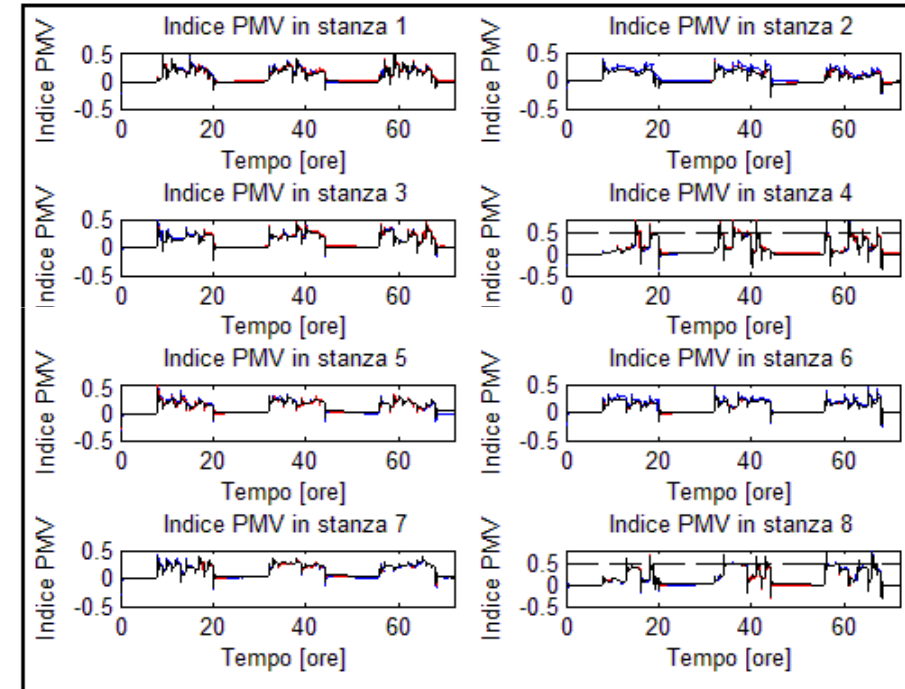 Indice PMV in stanza 1
Indice PMV
0.5
0
-0.5
0 20 40 60
Tempo [ore]
Indice PMV in stanza 2
Indice PMV
0.5
0
-0.5
0 20 40 60
Tempo [ore]
Indice PMV in stanza 3
Indice PMV
0.5
0
-0.5
0 20 40 60
Tempo [ore]
Indice PMV in stanza 4
Indice PMV
0.5
0
-0.5
0 20 40 60
Tempo [ore]
Indice PMV in stanza 5
Indice PMV
0.5
0
-0.5
0 20 40 60
Tempo [ore]
Indice PMV in stanza 6
Indice PMV
0.5
0
-0.5
0 20 40 60
Tempo [ore]
Indice PMV in stanza 7
Indice PMV
0.5
0
-0.5
0 20 40 60
Tempo [ore]
Indice PMV in stanza 8
Indice PMV
0.5
0
-0.5
0 20 40 60
Tempo [ore]